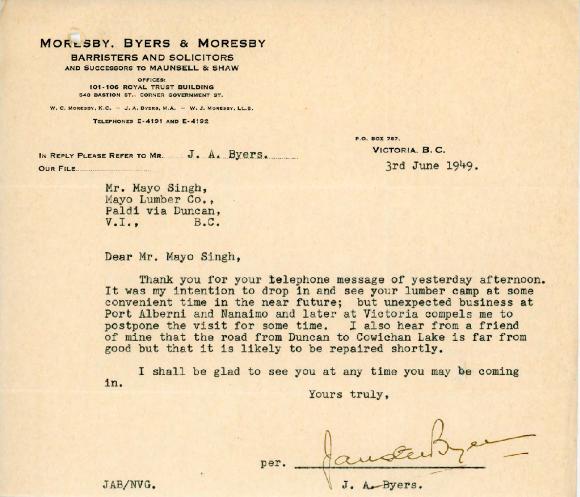 MORESBY, BYERS & MORESBY
BARRISTERS AND SOLICITORS
AND SUCCESSORS TO MAUNSELL & SHAW
OFFICES:
101-106 ROYAL TRUST BUILDING
540 BASTION ST., CORNER GOVERNMENT ST.
W. C. MORESBY, K.C. — J. A. BYERS, M.A. — W. J. MORESBY, LL.B.
TELEPHONES E-4191 AND E-4192
P.O. BOX 787,
VICTORIA, B. C.
IN REPLY PLEASE REFER TO MR. J. A. Byers.
3rd June 1949.
OUR FILE
Mr. Mayo Singh,
Mayo Lumber Co.,
Paldi via Duncan,
V.I., B.C.
Dear Mr. Mayo Singh,
Thank you for your telephone message of yesterday afternoon.
It was my intention to drop in and see your lumber camp at some
convenient time in the near future; but unexpected business at
Port Alberni and Nanaimo and later at Victoria compels me to
postpone the visit for some time. I also hear from a friend
of mine that the road from Duncan to Cowichan Lake is far from
good but that it is likely to be repaired shortly.
I shall be glad to see you at any time you may be coming
in.
Yours truly,
per.
JAB/NVG. J. A. Byers.